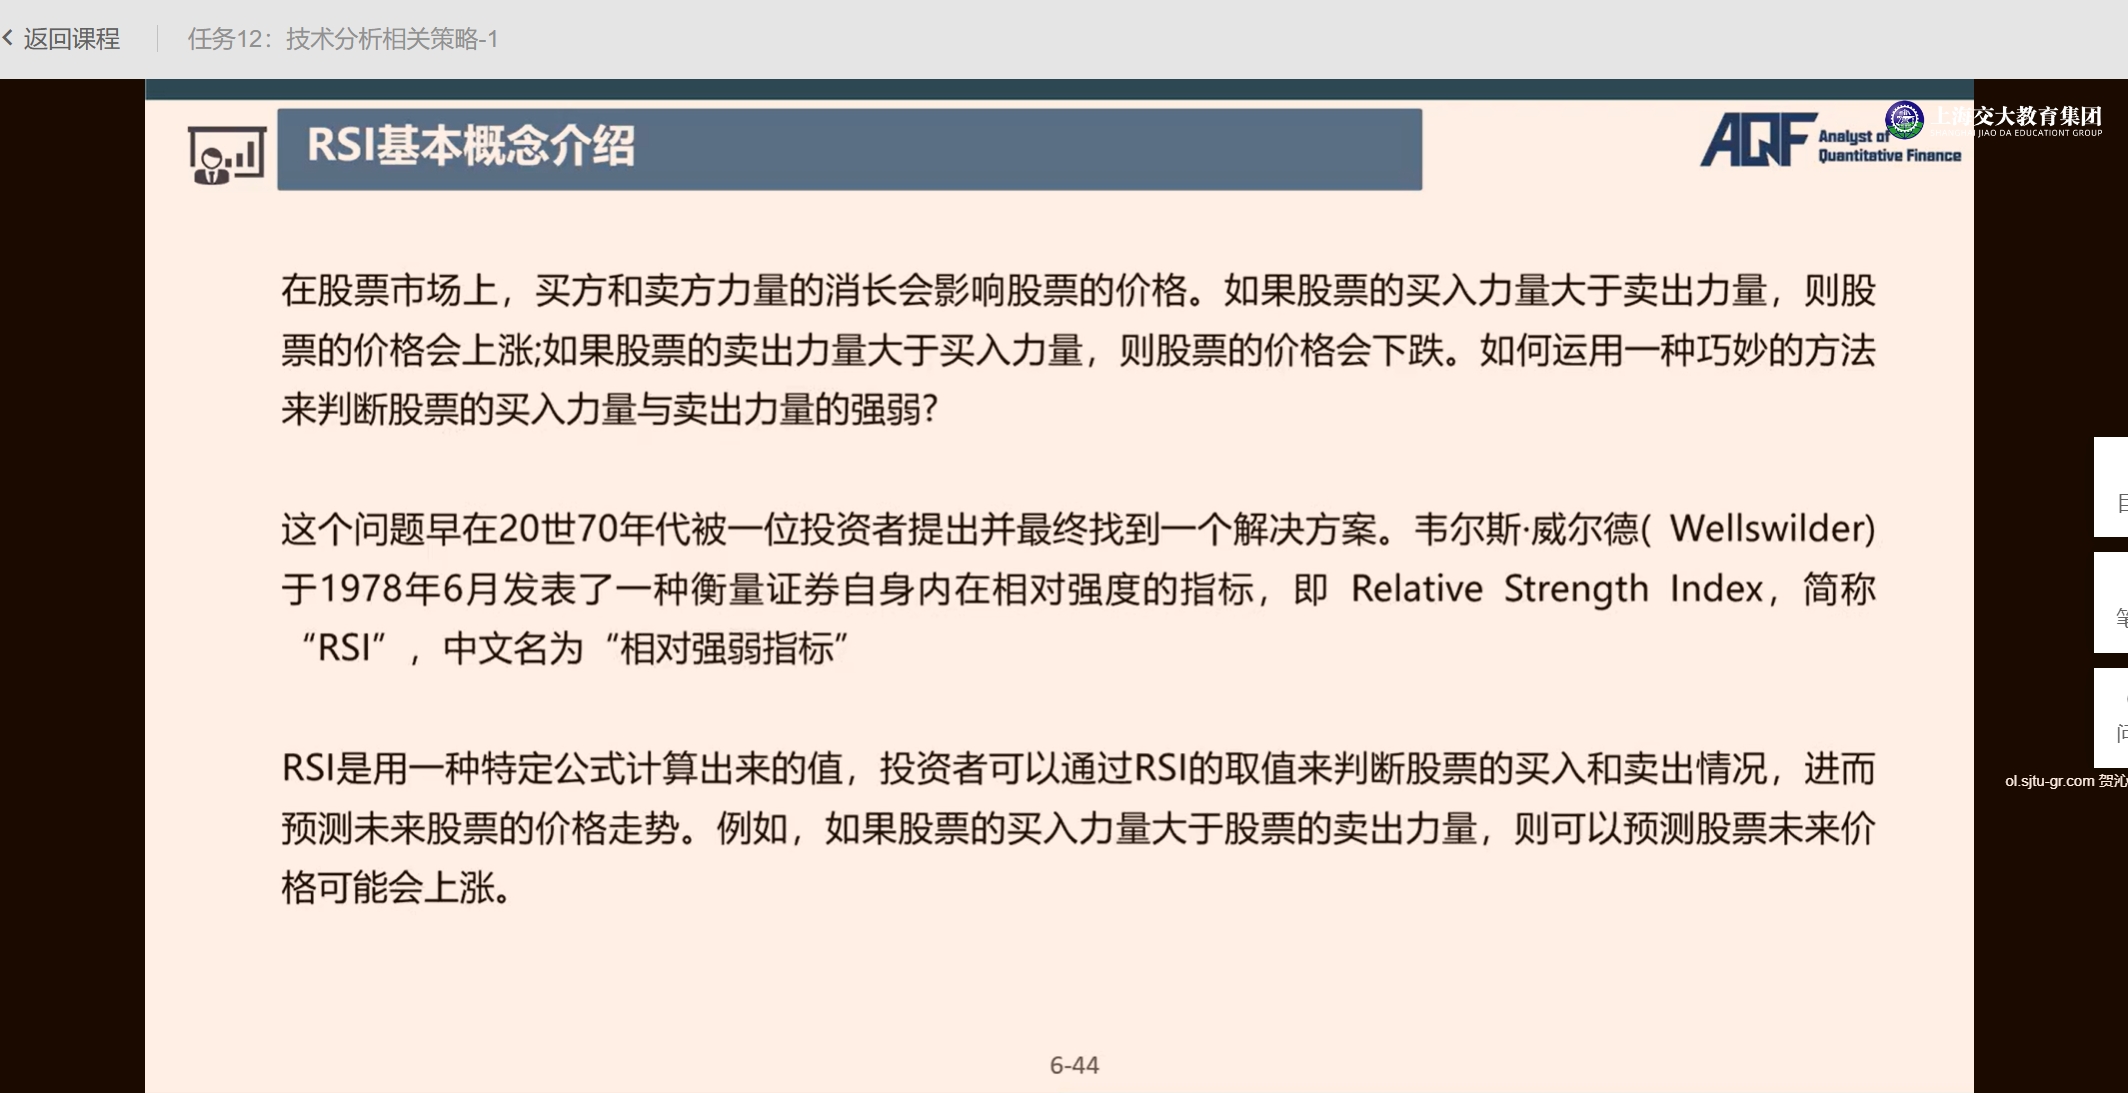 返回课程
任务12：技术分析相关策略-1
RSI基本概念介绍
AQF Analyst of
Quantitative Finance
上海交大教育集团
SHANGHAI JIAO DA EDUCATIONT GROUP
在股票市场上，买方和卖方力量的消长会影响股票的价格。如果股票的买入力量大于卖出力量，则股
票的价格会上涨;如果股票的卖出力量大于买入力量，则股票的价格会下跌。如何运用一种巧妙的方法
来判断股票的买入力量与卖出力量的强弱?
这个问题早在20世70年代被一位投资者提出并最终找到一个解决方案。韦尔斯·威尔德( Wellswilder)
于1978年6月发表了一种衡量证券自身内在相对强度的指标，即 Relative Strength Index，简称
“RSI”，中文名为“相对强弱指标”
RSI是用一种特定公式计算出来的值，投资者可以通过RSI的取值来判断股票的买入和卖出情况，进而
预测未来股票的价格走势。例如，如果股票的买入力量大于股票的卖出力量，则可以预测股票未来价
格可能会上涨。
ol.sjtu-gr.com 贺
6-44